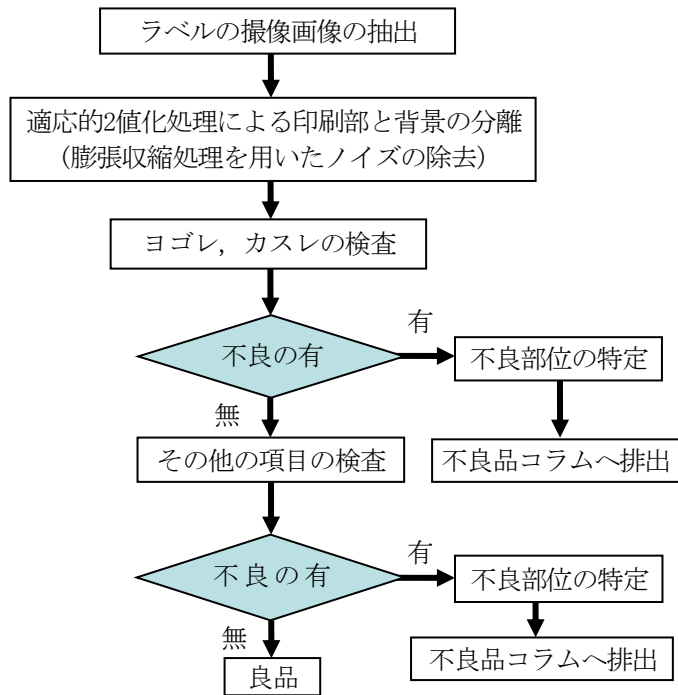 ラベルの撮像画像の抽出
適応的2値化処理による印刷部と背景の分離
（膨張収縮処理を用いたノイズの除去）
ヨゴレ，カスレの検査
不良の有
有
不良部位の特定
不良品コラムへ排出
無
その他の項目の検査
不良の有
有
不良部位の特定
不良品コラムへ排出
無
良品